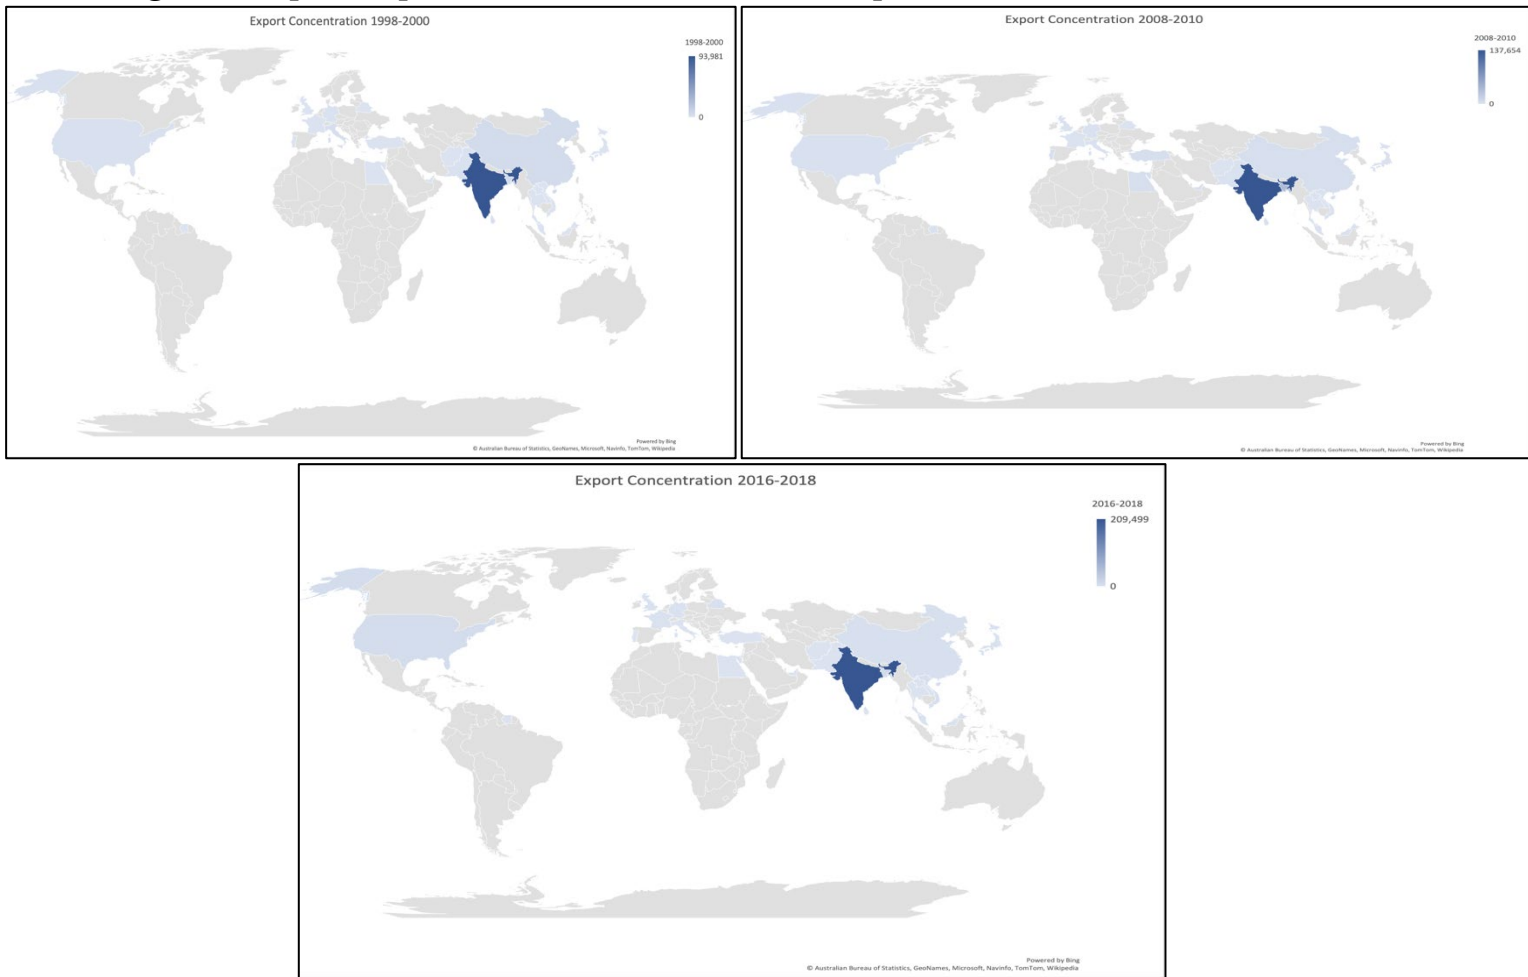 Export Concentration 1998-2000
1998-2000
93,981
0
Powered by Bing
© Australian Bureau of Statistics, GeoNames, Microsoft, Navinfo, TomTom, Wikipedia
Export Concentration 2008-2010
2008-2010
137,654
0
Powered by Bing
© Australian Bureau of Statistics, GeoNames, Microsoft, Navinfo, TomTom, Wikipedia
Export Concentration 2016-2018
2016-2018
209,499
0
Powered by Bing
© Australian Bureau of Statistics, GeoNames, Microsoft, Navinfo, TomTom, Wikipedia